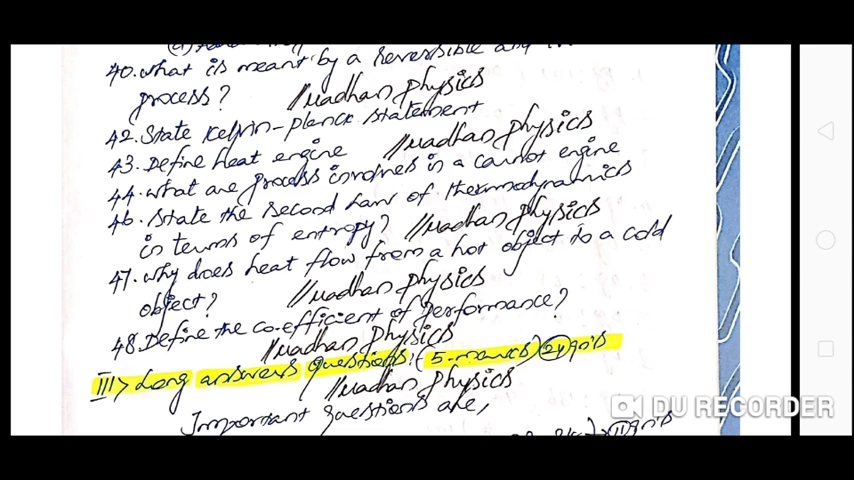 40. what is meant by a reversible
process? //Madhan physics
42. State Kelvin-Planck statement
43. Define heat engine //Madhan physics
44. what are process involves in a carnot engine
46. State the second law of thermodynamics
in terms of entropy? //Madhan physics
47. why does heat flow from a hot object to a cold
object? //Madhan physics
48. Define the co-efficient of performance?
//Madhan physics
III> Long answers questions:- (5-marks)
//Madhan physics
Important questions are,
DU RECORDER